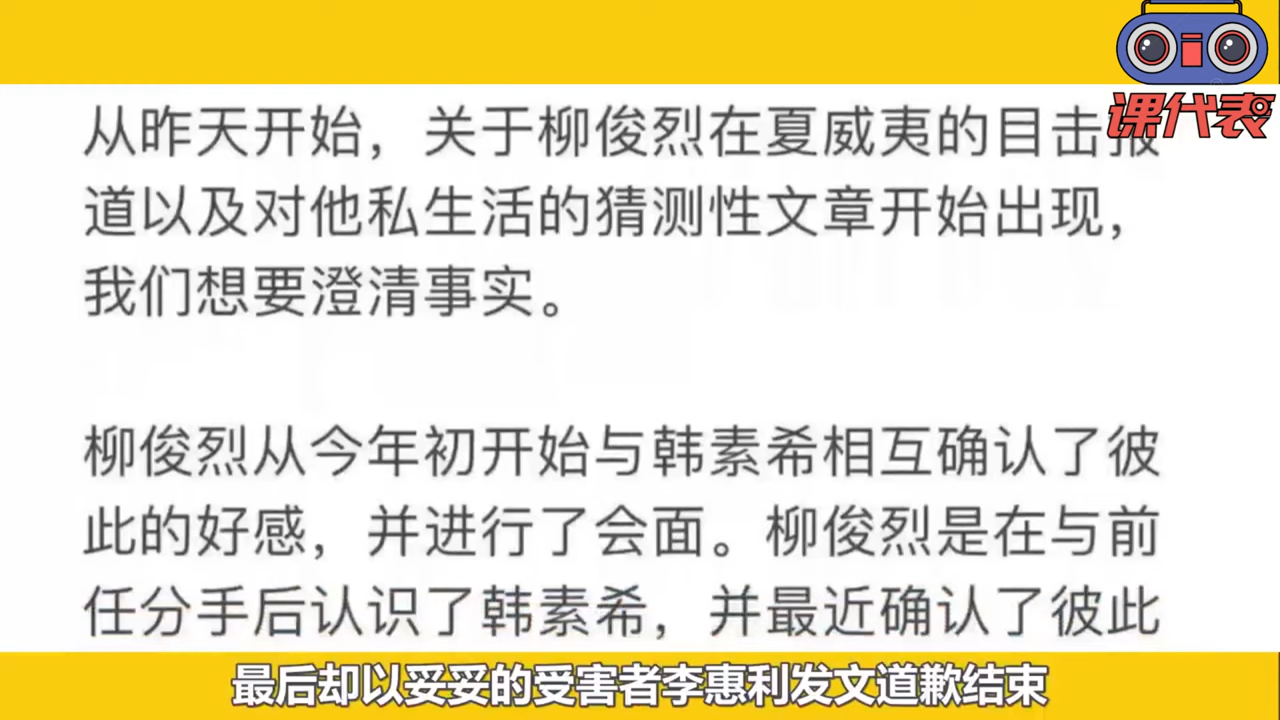 课代表
从昨天开始，关于柳俊烈在夏威夷的目击报
道以及对他私生活的猜测性文章开始出现，
我们想要澄清事实。
柳俊烈从今年初开始与韩素希相互确认了彼
此的好感，并进行了会面。柳俊烈是在与前
任分手后认识了韩素希，并最近确认了彼此
最后却以妥妥的受害者李惠利发文道歉结束